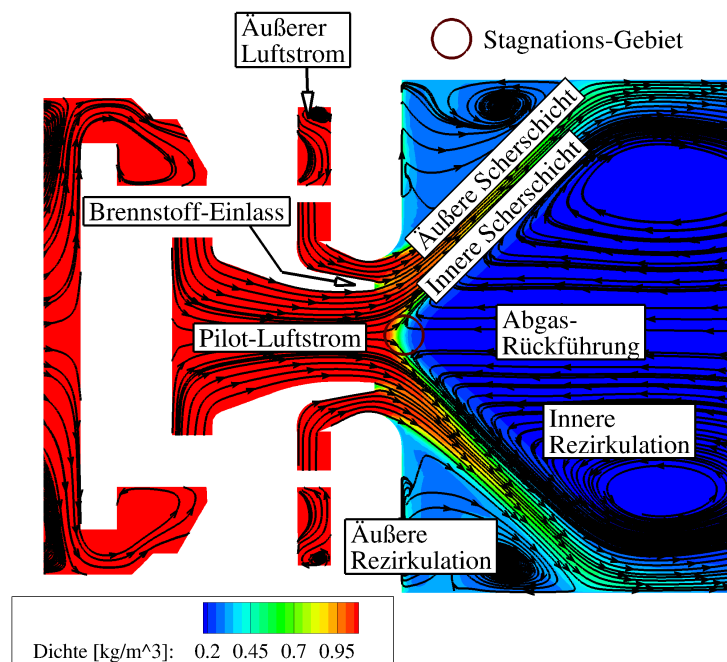 Äußerer
Luftstrom
Stagnations-Gebiet
Äußere Scherschicht
Innere Scherschicht
Brennstoff-Einlass
Pilot-Luftstrom
Abgas-
Rückführung
Innere
Rezirkulation
Äußere
Rezirkulation
Dichte [kg/m^3]: 0.2 0.45 0.7 0.95